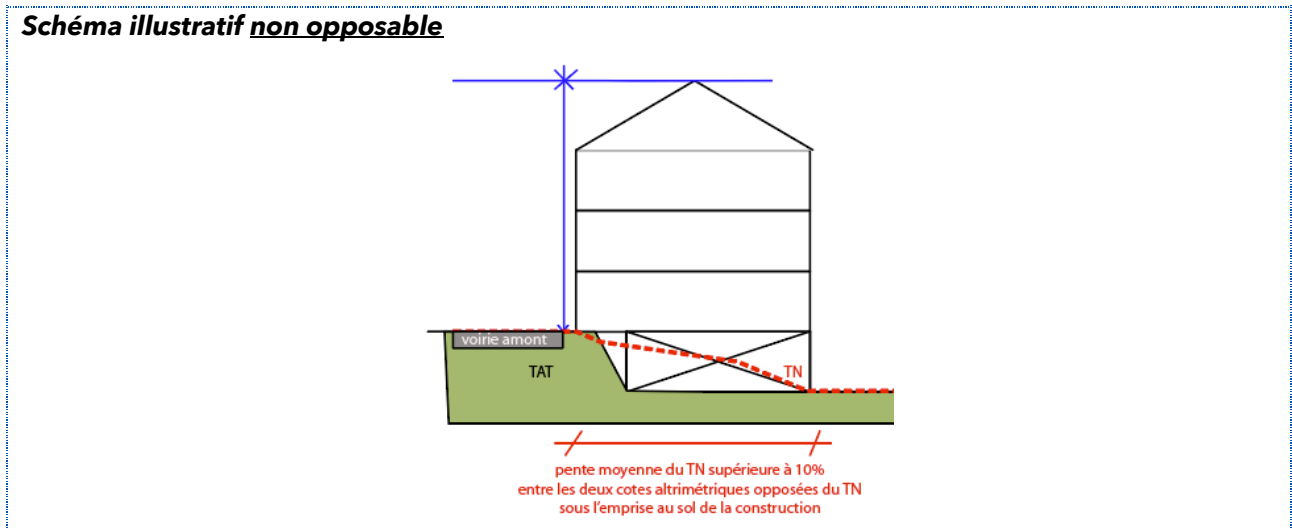 Schéma illustratif non opposable
voirie amont
TAT
TN
pente moyenne du TN supérieure à 10%
entre les deux cotes altrimétriques opposées du TN
sous l'emprise au sol de la construction